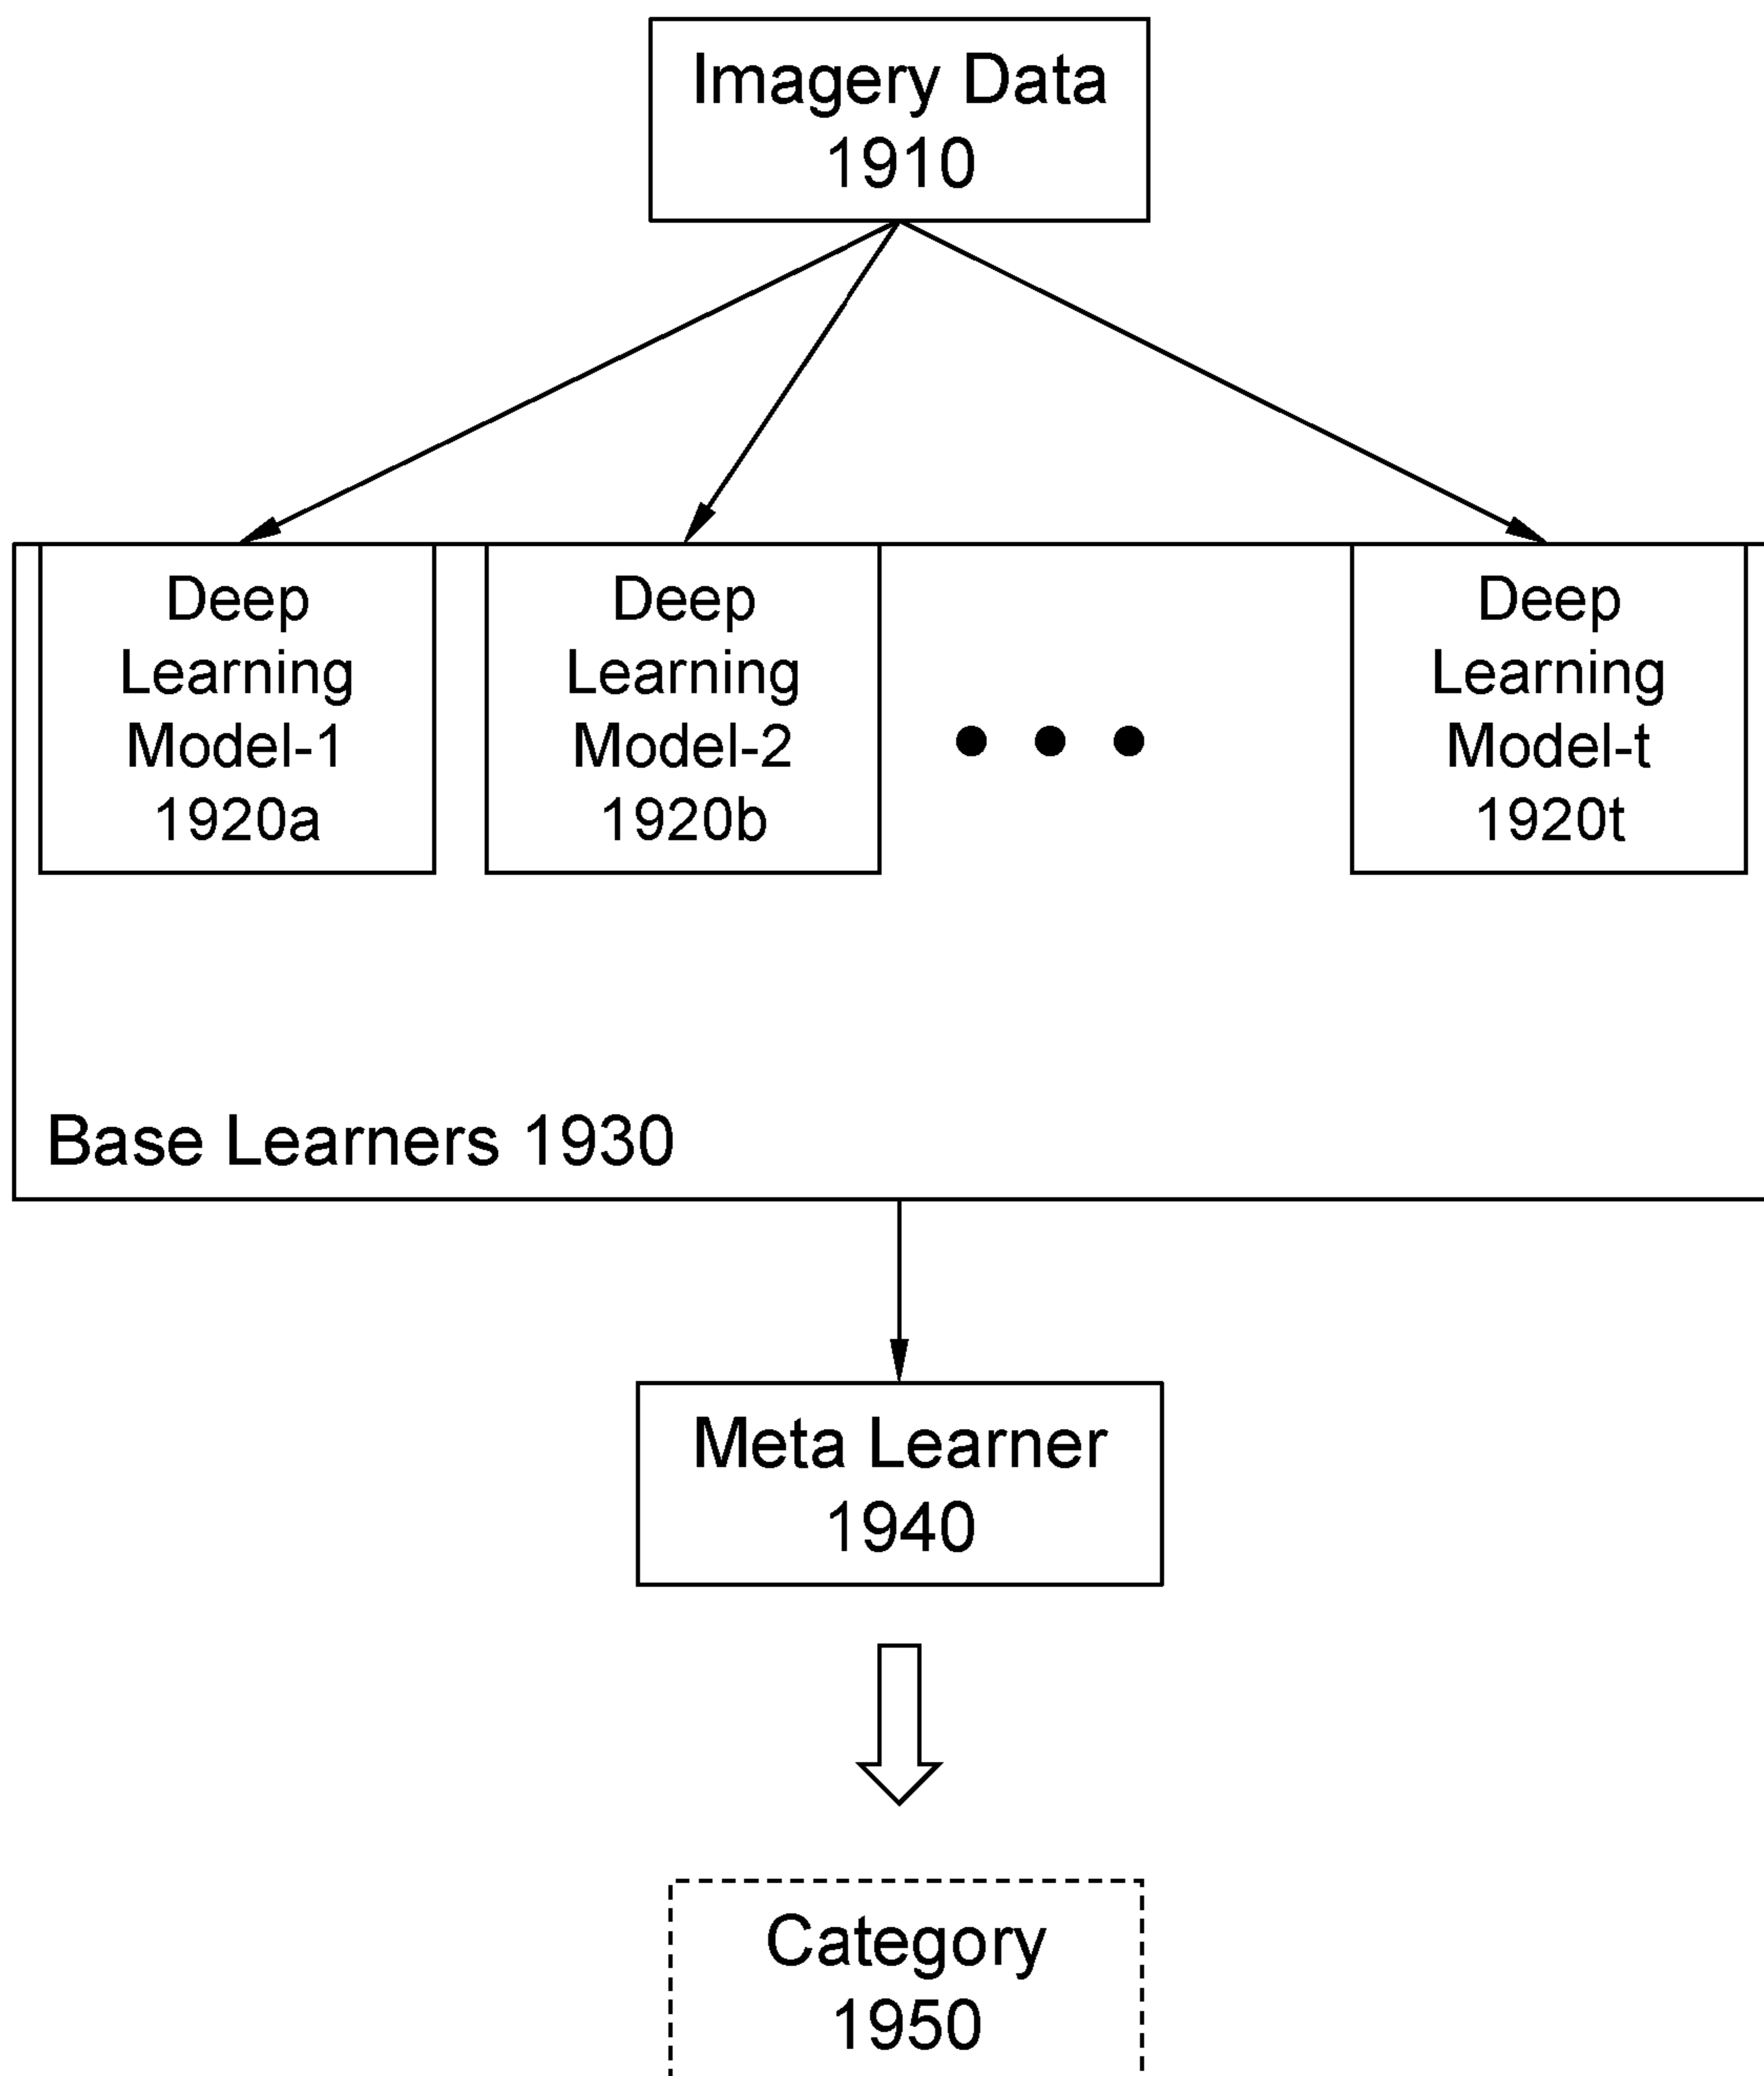 Imagery Data
1910
Deep
Learning
Model-1
1920a
Deep
Learning
Model-2
1920b
Deep
Learning
Model-t
1920t
Base Learners 1930
Meta Learner
1940
Category
1950